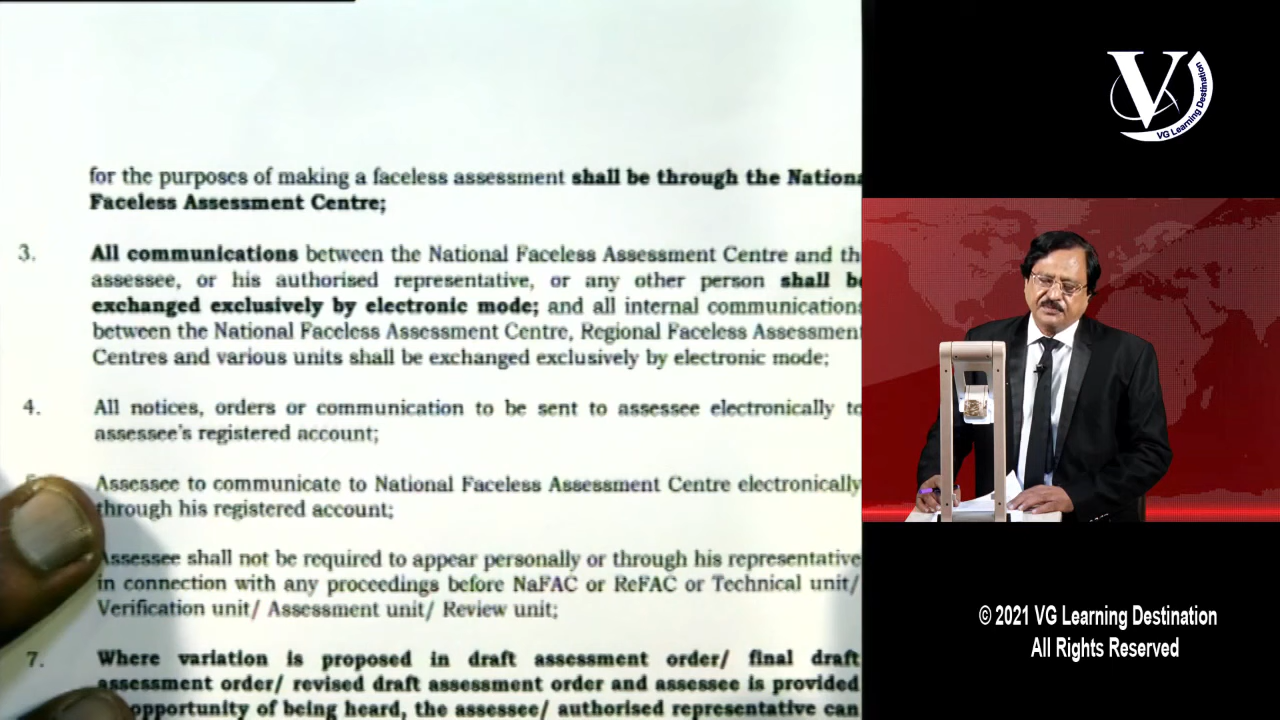 for the purposes of making a faceless assessment shall be through the Nationa
Faceless Assessment Centre;
3. All communications between the National Faceless Assessment Centre and th
assessee, or his authorised representative, or any other person shall be
exchanged exclusively by electronic mode; and all internal communications
between the National Faceless Assessment Centre, Regional Faceless Assessment
Centres and various units shall be exchanged exclusively by electronic mode;
4. All notices, orders or communication to be sent to assessee electronically to
assessee's registered account;
Assessee to communicate to National Faceless Assessment Centre electronically
through his registered account;
Assessee shall not be required to appear personally or through his representative
in connection with any proceedings before NaFAC or ReFAC or Technical unit/
Verification unit/ Assessment unit/ Review unit;
7. Where variation is proposed in draft assessment order/ final draft
assessment order/ revised draft assessment order and assessee is provided
opportunity of being heard, the assessee/ authorised representative can
V
VG Learning Destination
© 2021 VG Learning Destination
All Rights Reserved